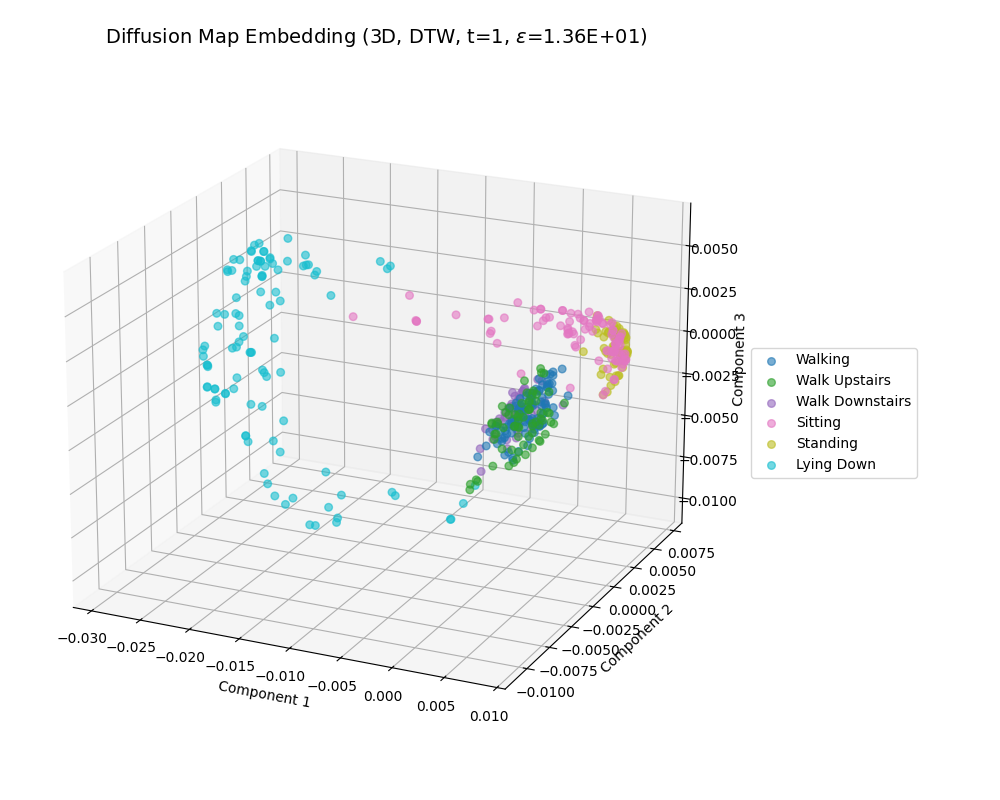 Diffusion Map Embedding (3D, DTW, t=1, ε=1.36E+01)
0.0050
0.0025
0.0000
−0.0025
−0.0050
−0.0075
−0.0100
Component 3
Walking
Walk Upstairs
Walk Downstairs
Sitting
Standing
Lying Down
0.0075
0.0050
0.0025
0.0000
−0.0025
−0.0050
−0.0075
−0.0100
Component 2
−0.030
−0.025
−0.020
−0.015
−0.010
−0.005
0.000
0.005
0.010
Component 1